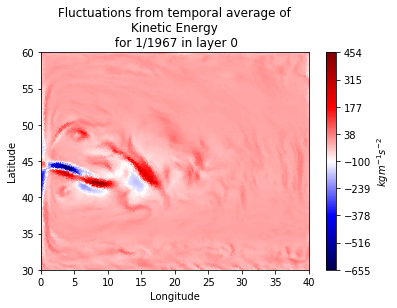 Fluctuations from temporal average of
Kinetic Energy
for 1/1967 in layer 0
60
55
50
45
40
35
30
Latitude
0 5 10 15 20 25 30 35 40
Longitude
454
315
177
38
−100
−239
−378
−516
−655
kgm⁻¹s⁻²